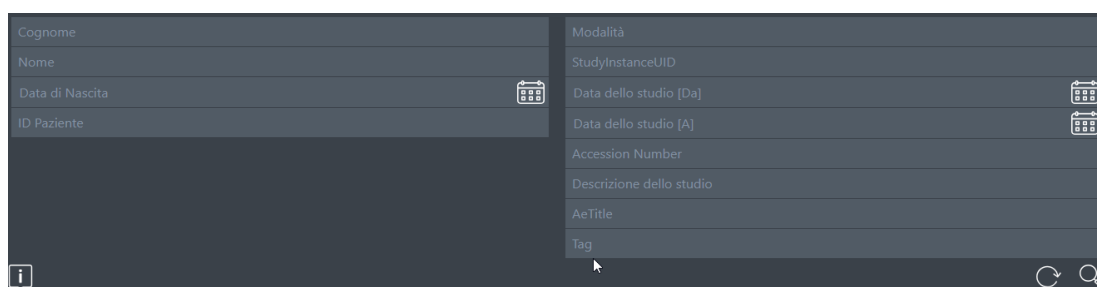 Cognome
Nome
Data di Nascita
ID Paziente
Modalità
StudyInstanceUID
Data dello studio [Da]
Data dello studio [A]
Accession Number
Descrizione dello studio
AeTitle
Tag